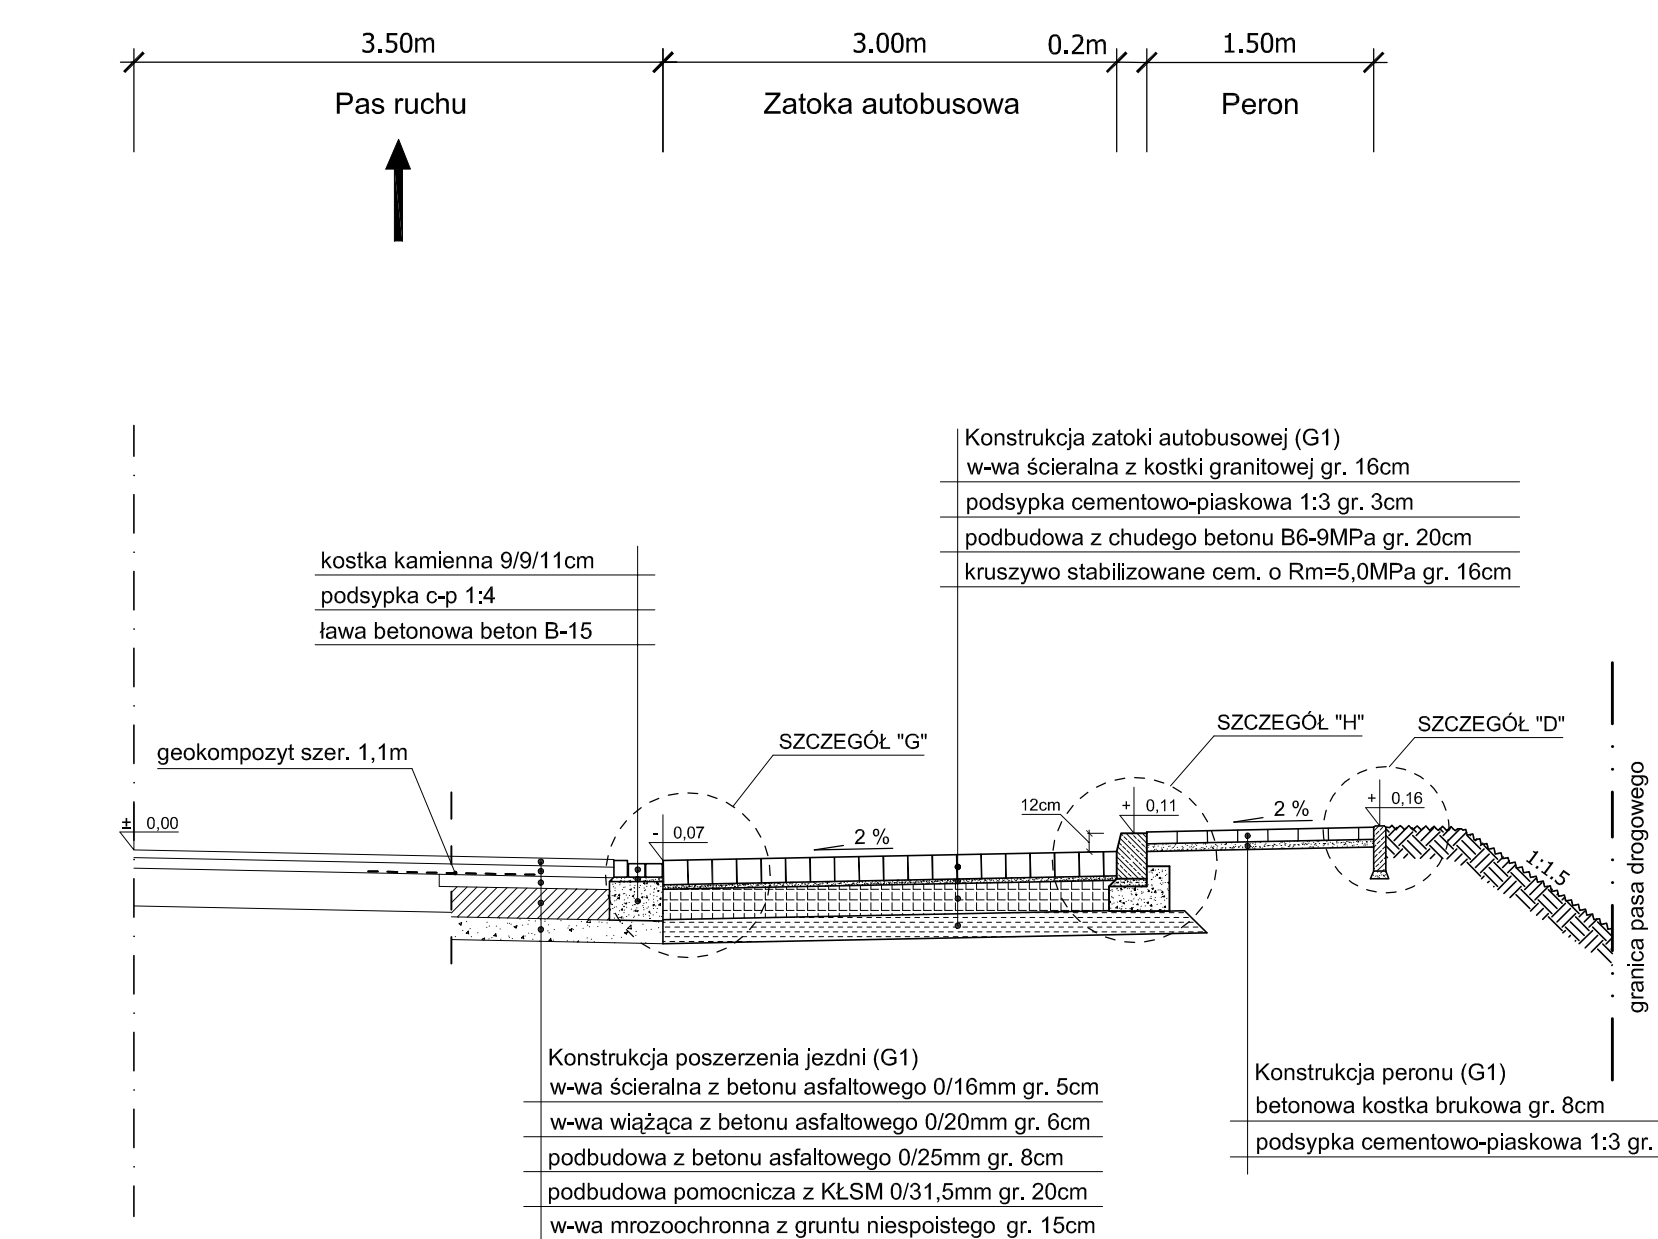 3.50m
3.00m
0.2m
1.50m
Pas ruchu
Zatoka autobusowa
Peron
Konstrukcja zatoki autobusowej (G1)
w-wa ścieralna z kostki granitowej gr. 16cm
podsypka cementowo-piaskowa 1:3 gr. 3cm
podbudowa z chudego betonu B6-9MPa gr. 20cm
kruszywo stabilizowane cem. o Rm=5,0MPa gr. 16cm
kostka kamienna 9/9/11cm
podsypka c-p 1:4
ława betonowa beton B-15
geokompozyt szer. 1,1m
SZCZEGÓŁ "G"
SZCZEGÓŁ "H"
SZCZEGÓŁ "D"
± 0,00
- 0,07
2 %
12cm
+ 0,11
2 %
+ 0,16
1:1,5
granica pasa drogowego
Konstrukcja poszerzenia jezdni (G1)
w-wa ścieralna z betonu asfaltowego 0/16mm gr. 5cm
w-wa wiążąca z betonu asfaltowego 0/20mm gr. 6cm
podbudowa z betonu asfaltowego 0/25mm gr. 8cm
podbudowa pomocnicza z KŁSM 0/31,5mm gr. 20cm
w-wa mrozoochronna z gruntu niespoistego gr. 15cm
Konstrukcja peronu (G1)
betonowa kostka brukowa gr. 8cm
podsypka cementowo-piaskowa 1:3 gr.